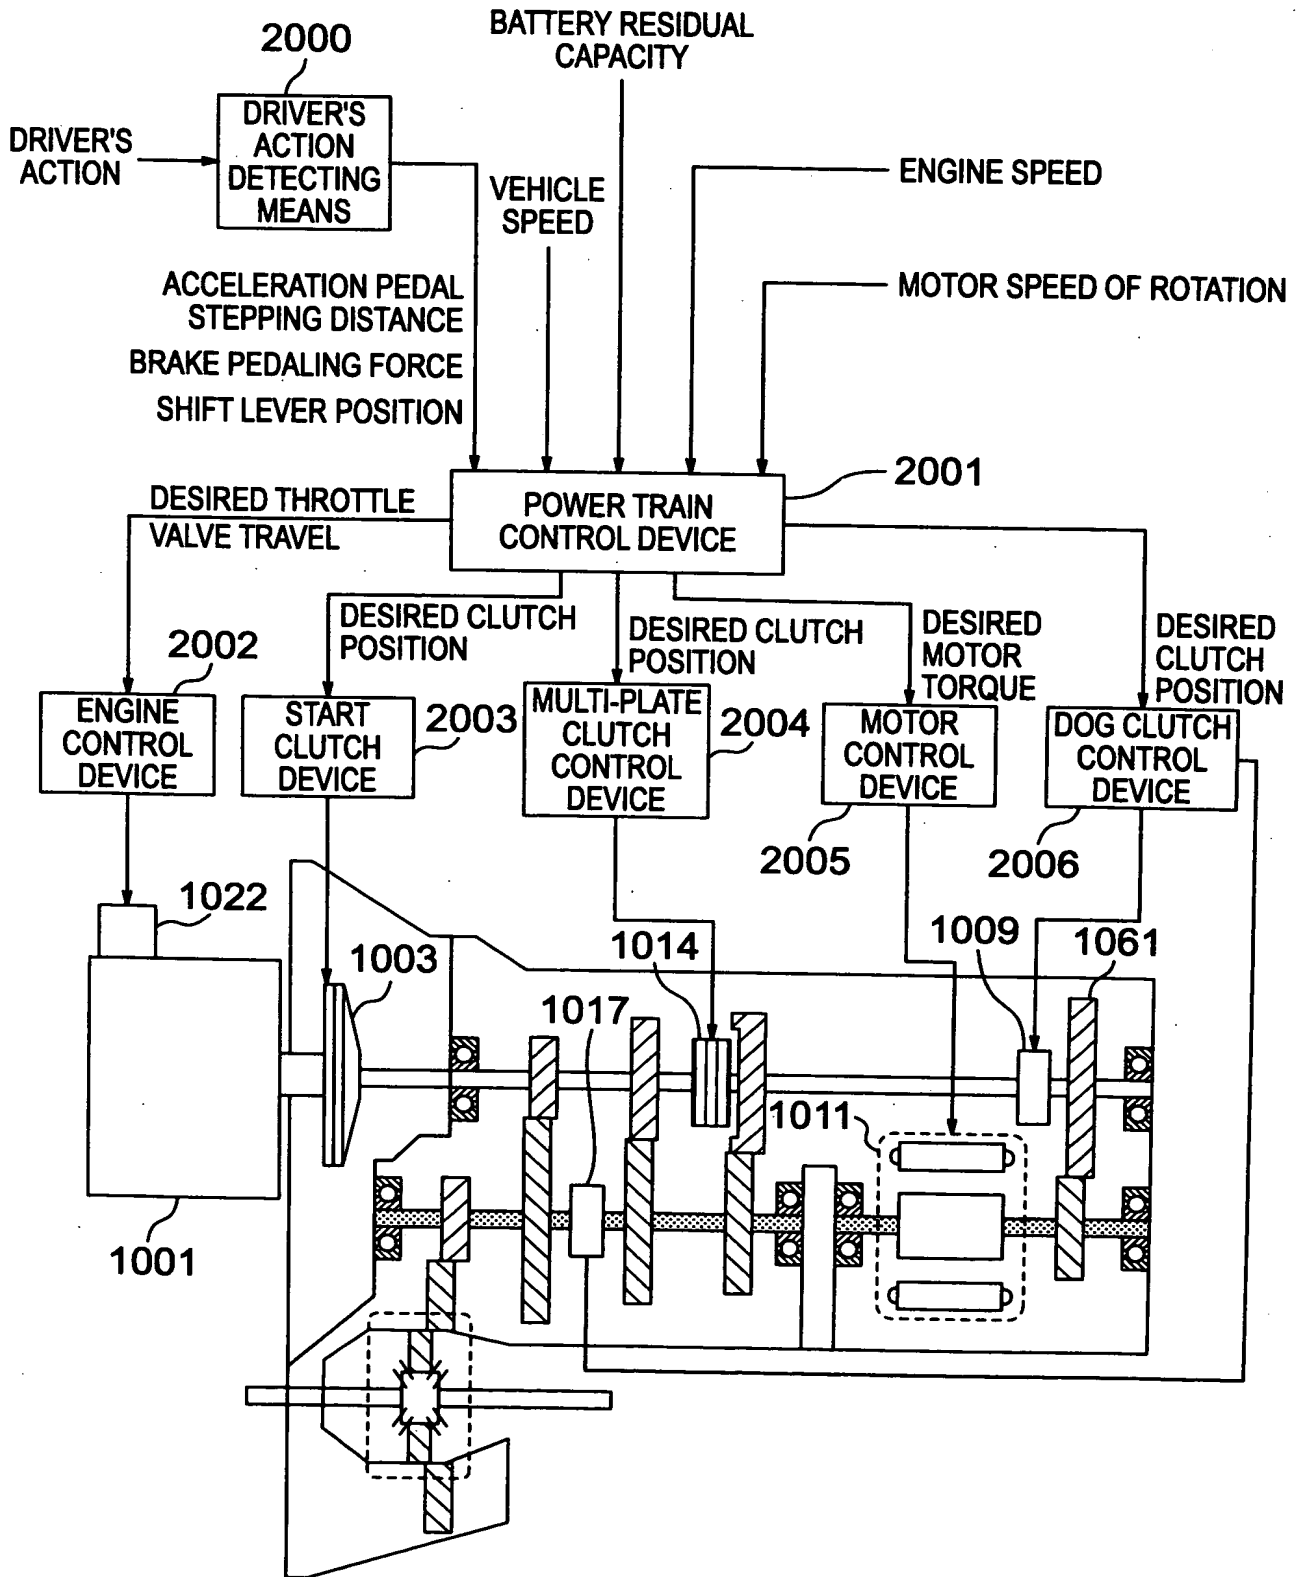 BATTERY RESIDUAL
CAPACITY
2000
DRIVER'S
ACTION
DRIVER'S
ACTION
DETECTING
MEANS
VEHICLE
SPEED
ENGINE SPEED
ACCELERATION PEDAL
STEPPING DISTANCE
BRAKE PEDALING FORCE
SHIFT LEVER POSITION
MOTOR SPEED OF ROTATION
2001
POWER TRAIN
CONTROL DEVICE
DESIRED THROTTLE
VALVE TRAVEL
DESIRED CLUTCH
POSITION
DESIRED CLUTCH
POSITION
DESIRED
MOTOR
TORQUE
DESIRED
CLUTCH
POSITION
2002
ENGINE
CONTROL
DEVICE
START
CLUTCH
DEVICE
2003
MULTI-PLATE
CLUTCH
CONTROL
DEVICE
2004
MOTOR
CONTROL
DEVICE
2005
DOG CLUTCH
CONTROL
DEVICE
2006
1022
1003
1014
1009
1061
1017
1011
1001